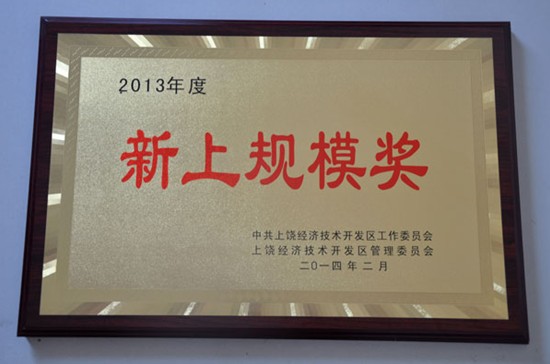 2013年度
新上规模奖
中共上饶经济技术开发区工作委员会
上饶经济技术开发区管理委员会
二〇一四年二月